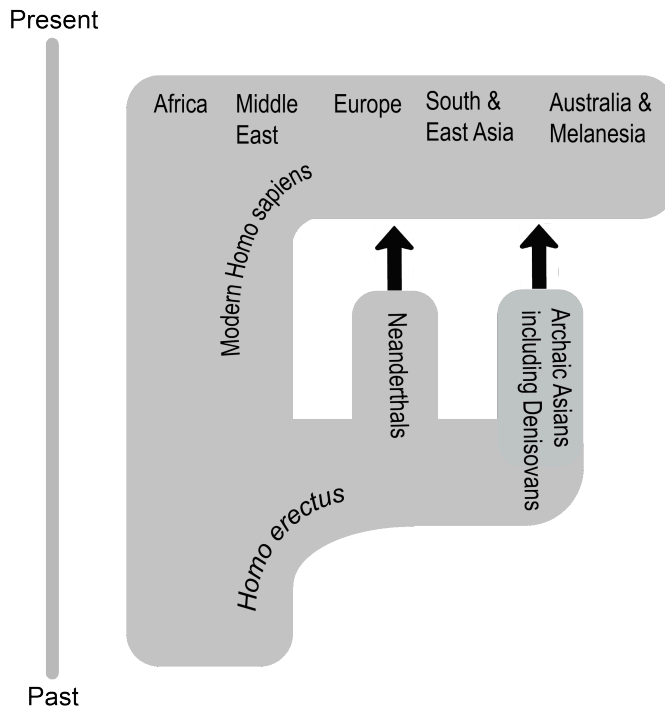 Present
Africa
Middle
East
Europe
South &
East Asia
Australia &
Melanesia
Modern Homo sapiens
Neanderthals
Archaic Asians
including Denisovans
Homo erectus
Past